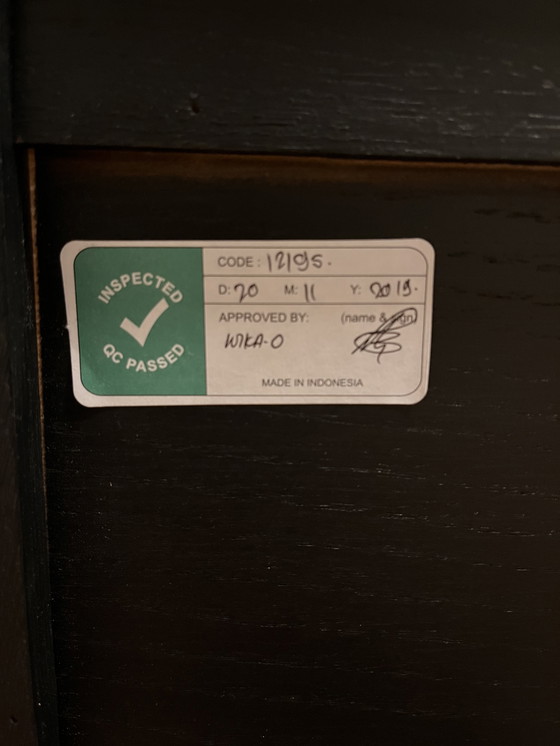 INSPECTED
QC PASSED
CODE: 12195.
D: 20 M: 11 Y: 2019.
APPROVED BY: (name & sign)
WIKA-O
MADE IN INDONESIA